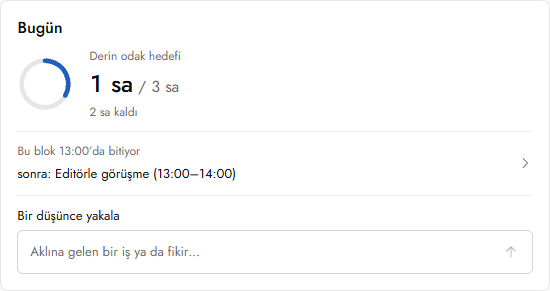 Bugün
Derin odak hedefi
1 sa / 3 sa
2 sa kaldı
Bu blok 13:00’da bitiyor
sonra: Editörle görüşme (13:00–14:00)
Bir düşünce yakala
Aklına gelen bir iş ya da fikir...